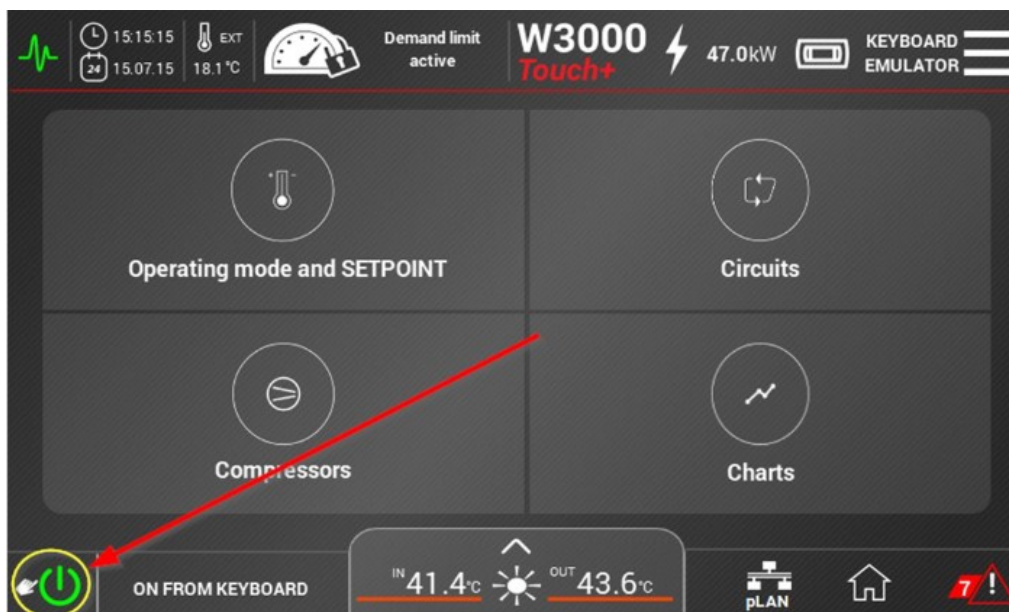 15:15:15
24 15.07.15
EXT
18.1°C
Demand limit
active
W3000
Touch+
47.0kW
KEYBOARD
EMULATOR
Operating mode and SETPOINT
Circuits
Compressors
Charts
ON FROM KEYBOARD
IN 41.4°C
OUT 43.6°C
pLAN
7 !